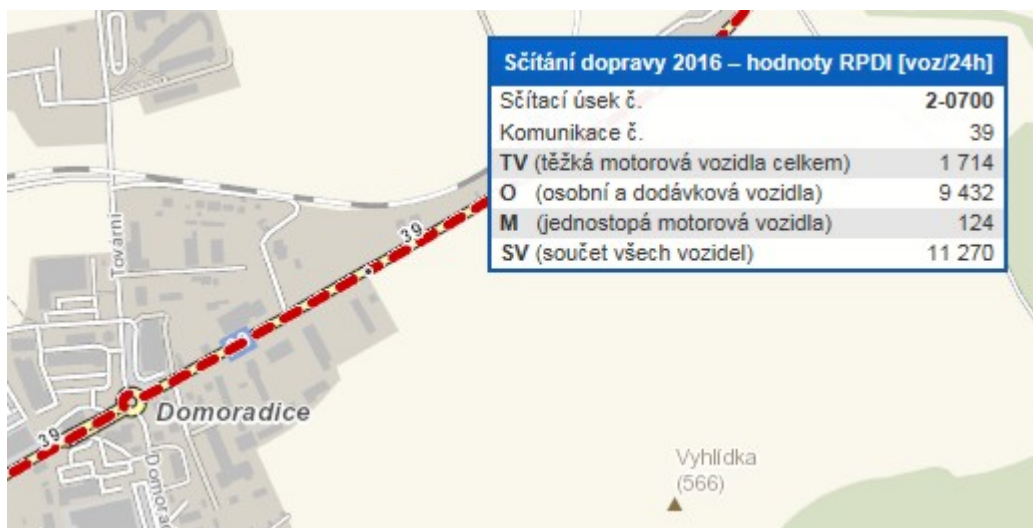 Sčítání dopravy 2016 – hodnoty RPDI [voz/24h]
Sčítací úsek č. 2-0700
Komunikace č. 39
TV (těžká motorová vozidla celkem) 1 714
O (osobní a dodávková vozidla) 9 432
M (jednostopá motorová vozidla) 124
SV (součet všech vozidel) 11 270
Tovární
39
Domoradice
39
Domorad
Vyhlídka
(566)